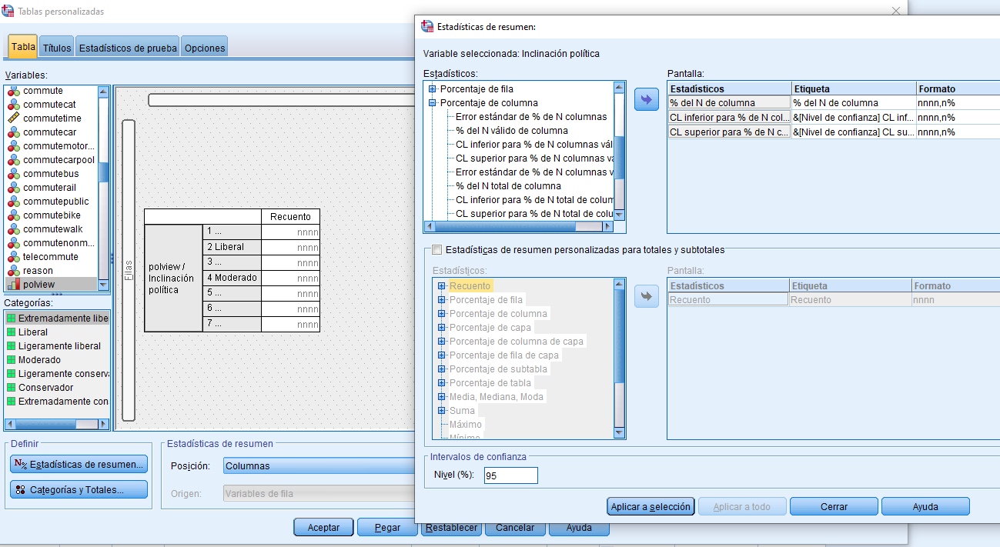 Tablas personalizadas
Tabla Títulos Estadísticos de prueba Opciones
Variables:
commute
commutecat
commutetime
commutecar
commutemotor...
commutecarpool
commutebus
commuterail
commutepublic
commutebike
commutewalk
commutenonm...
telecommute
reason
polview
Categorías:
Extremadamente libe
Liberal
Ligeramente liberal
Moderado
Ligeramente conserva
Conservador
Extremadamente con
Filas
Recuento
polview /
Inclinación
política
1 ... nnnn
2 Liberal nnnn
3 ... nnnn
4 Moderado nnnn
5 ... nnnn
6 ... nnnn
7 ... nnnn
Definir
N% Estadísticas de resumen...
Categorías y Totales...
Estadísticas de resumen
Posición: Columnas
Origen: Variables de fila
Aceptar Pegar Restablecer Cancelar Ayuda
Estadísticas de resumen:
Variable seleccionada: Inclinación política
Estadísticos:
Porcentaje de fila
Porcentaje de columna
Error estándar de % de N columnas
% del N válido de columna
CL inferior para % de N columnas vál
CL superior para % de N columnas va
Error estándar de % de N columnas v
% del N total de columna
CL inferior para % de N total de colum
CL superior para % de N total de colu
Pantalla:
Estadísticos Etiqueta Formato
% del N de columna % del N de columna nnnn,n%
CL inferior para % de N col... &[Nivel de confianza] CL inf... nnnn,n%
CL superior para % de N c... &[Nivel de confianza] CL su... nnnn,n%
Estadísticas de resumen personalizadas para totales y subtotales
Estadísticos:
Recuento
Porcentaje de fila
Porcentaje de columna
Porcentaje de capa
Porcentaje de columna de capa
Porcentaje de fila de capa
Porcentaje de subtabla
Porcentaje de tabla
Media, Mediana, Moda
Suma
Máximo
Mínimo
Pantalla:
Estadísticos Etiqueta Formato
Recuento Recuento nnnn
Intervalos de confianza
Nivel (%): 95
Aplicar a selección Aplicar a todo Cerrar Ayuda